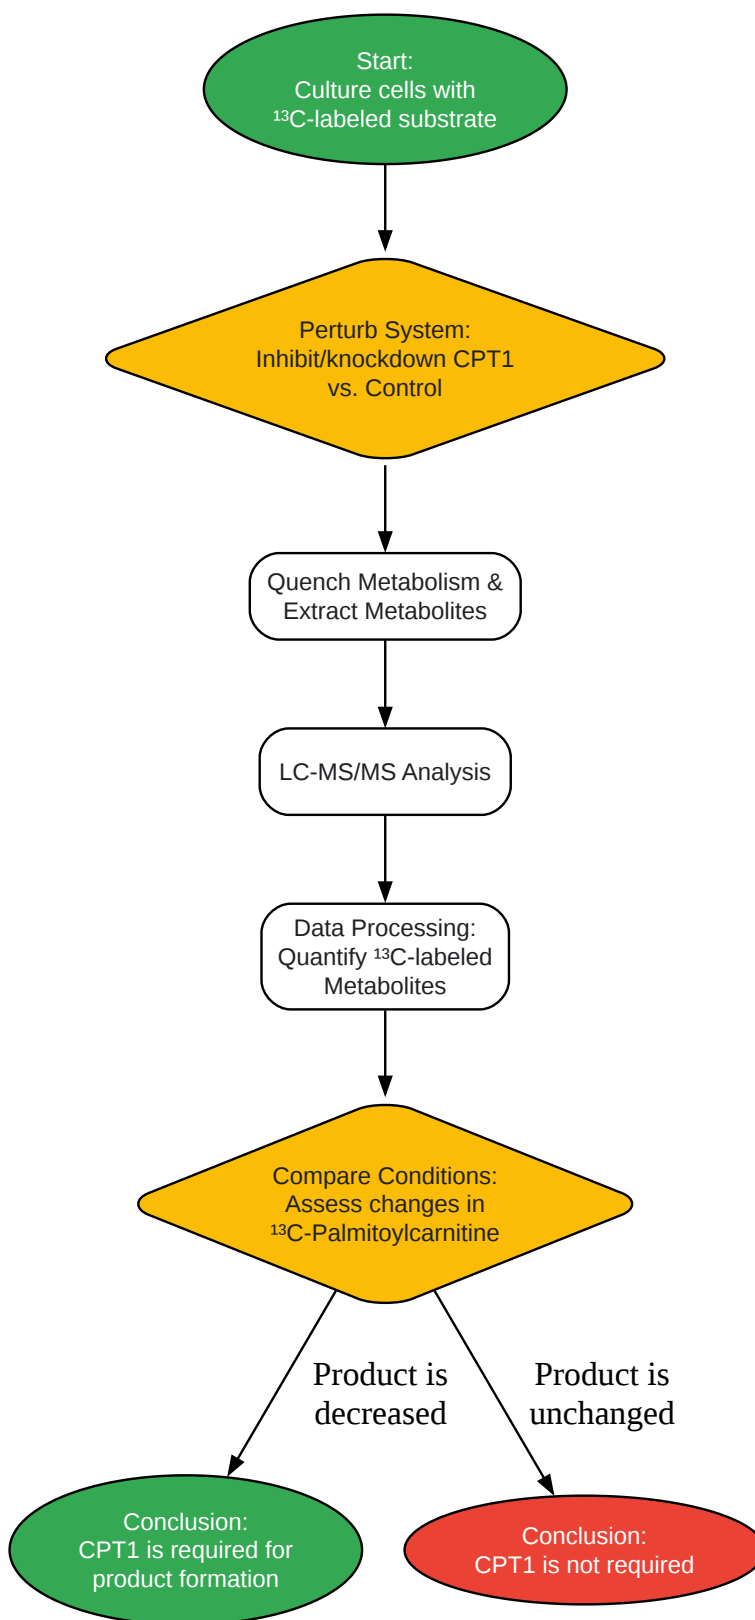 Start:
Culture cells with
¹³C-labeled substrate
Perturb System:
Inhibit/knockdown CPT1
vs. Control
Quench Metabolism &
Extract Metabolites
LC-MS/MS Analysis
Data Processing:
Quantify ¹³C-labeled
Metabolites
Compare Conditions:
Assess changes in
¹³C-Palmitoylcarnitine
Product is
decreased
Product is
unchanged
Conclusion:
CPT1 is required for
product formation
Conclusion:
CPT1 is not required